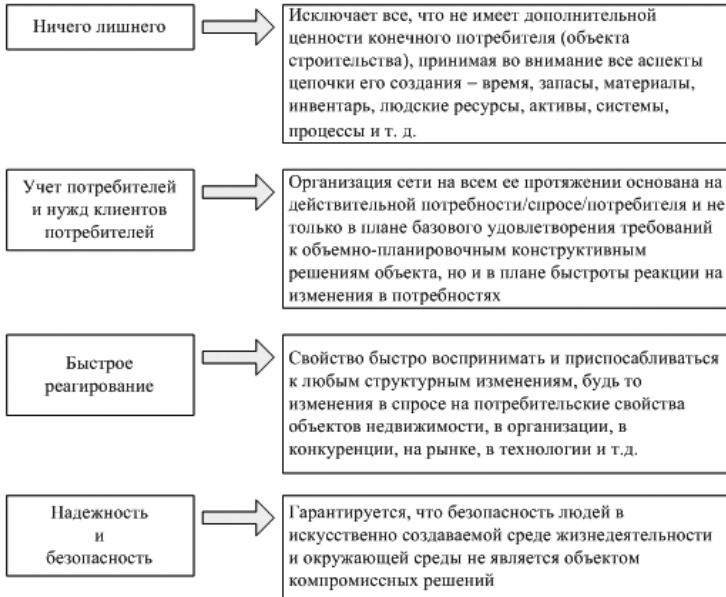 Ничего лишнего
Исключает все, что не имеет дополнительной
ценности конечного потребителя (объекта
строительства), принимая во внимание все аспекты
цепочки его создания – время, запасы, материалы,
инвентарь, людские ресурсы, активы, системы,
процессы и т. д.
Учет потребителей
и нужд клиентов
потребителей
Организация сети на всем ее протяжении основана на
действительной потребности/спросе/потребителя и не
только в плане базового удовлетворения требований
к объемно-планировочным конструктивным
решениям объекта, но и в плане быстроты реакции на
изменения в потребностях
Быстрое
реагирование
Свойство быстро воспринимать и приспосабливаться
к любым структурным изменениям, будь то
изменения в спросе на потребительские свойства
объектов недвижимости, в организации, в
конкуренции, на рынке, в технологии и т.д.
Надежность
и
безопасность
Гарантируется, что безопасность людей в
искусственно создаваемой среде жизнедеятельности
и окружающей среды не является объектом
компромиссных решений